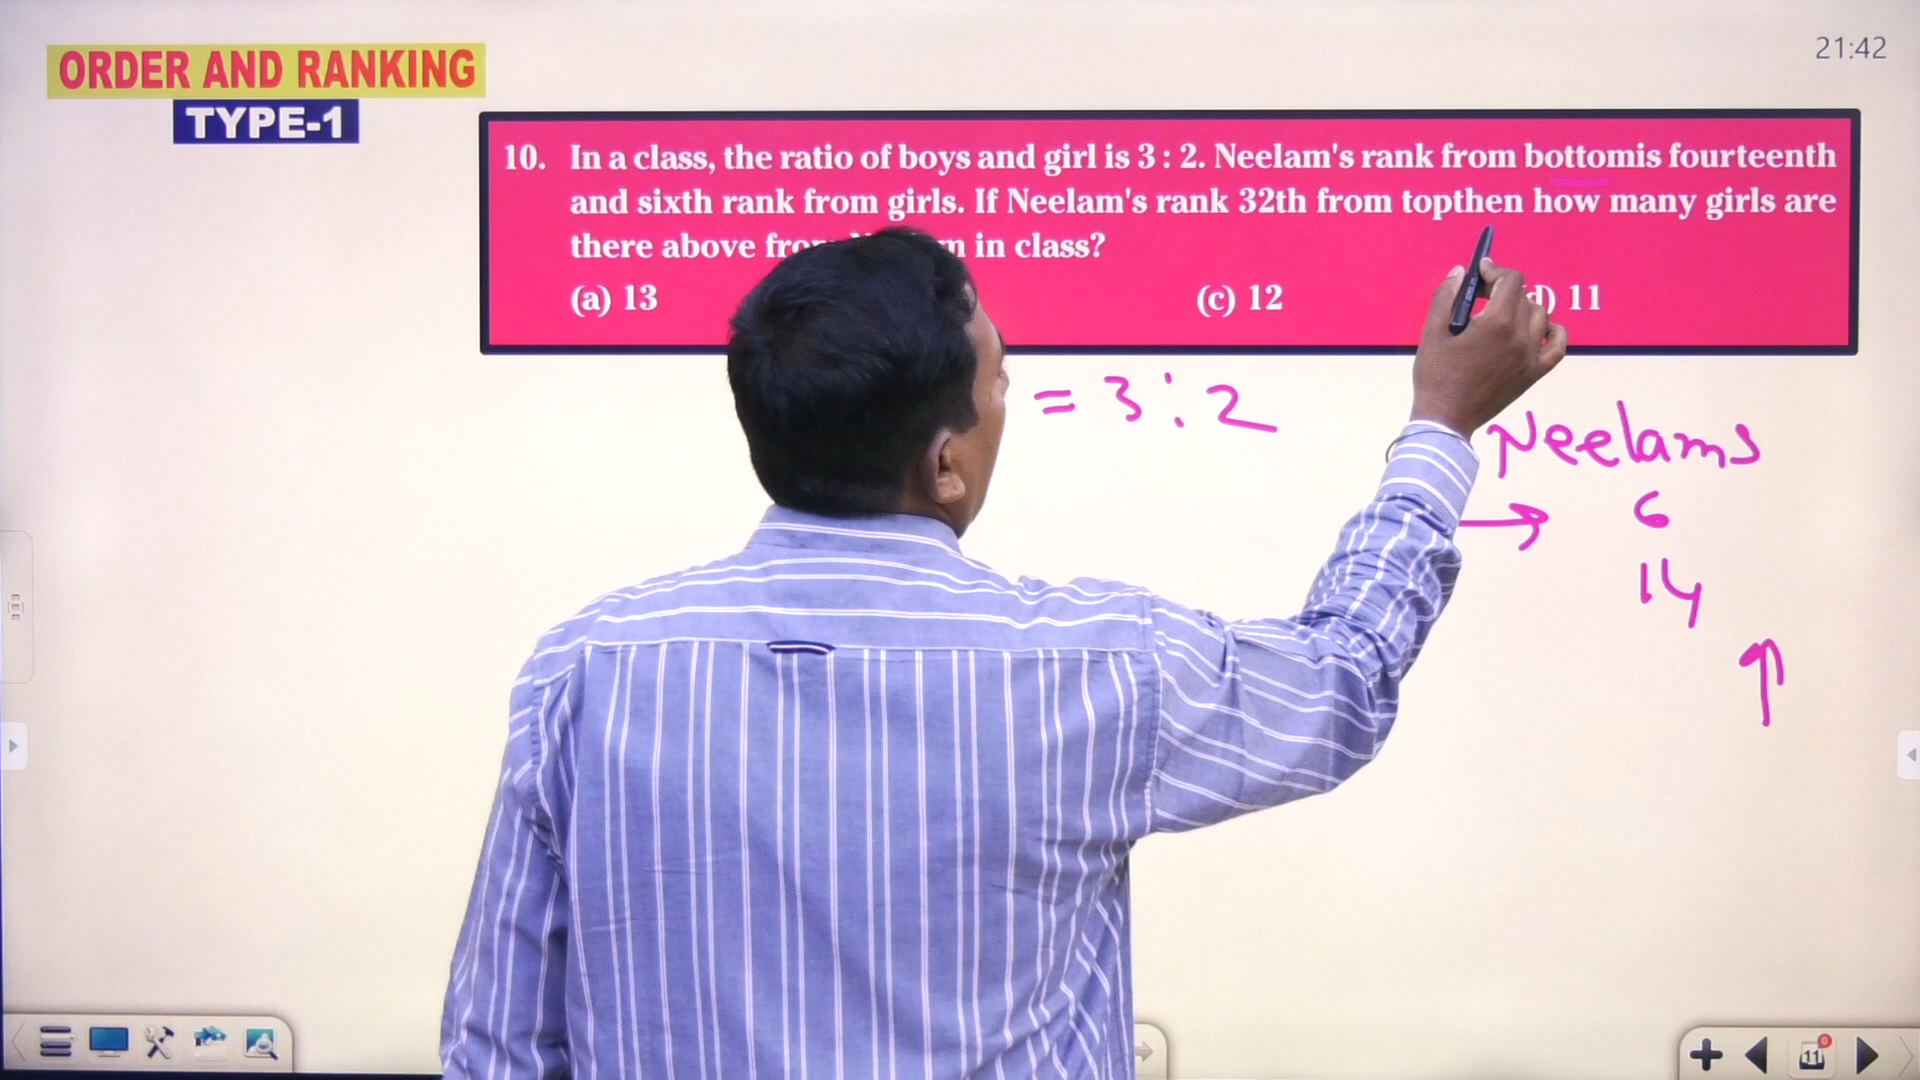 21:42
ORDER AND RANKING
TYPE-1
10. In a class, the ratio of boys and girl is 3 : 2. Neelam's rank from bottomis fourteenth
and sixth rank from girls. If Neelam's rank 32th from topthen how many girls are
there above in class?
(a) 13 (c) 12 (d) 11
= 3 : 2
Neelams
→ 6
14
↑
11
0